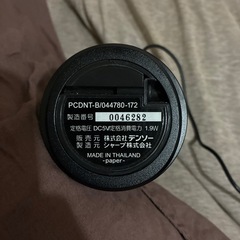 PCDNT-B/044780-172
製造番号 0046282
定格電圧 DC5V定格消費電力 1.9W
販売元 株式会社デンソー
製造元 シャープ株式会社
MADE IN THAILAND
-paper-